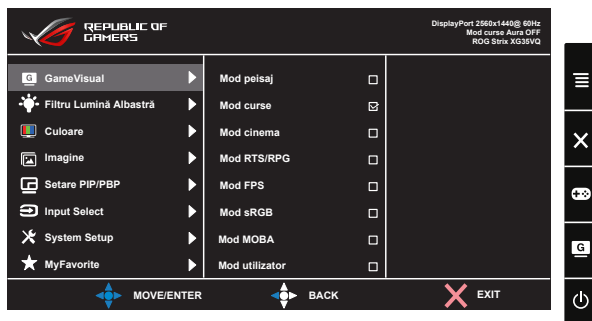 REPUBLIC OF
GAMERS
DisplayPort 2560x1440@ 60Hz
Mod curse Aura OFF
ROG Strix XG35VQ
G GameVisual
Filtru Lumină Albastră
Culoare
Imagine
Setare PIP/PBP
Input Select
System Setup
MyFavorite
Mod peisaj
Mod curse
Mod cinema
Mod RTS/RPG
Mod FPS
Mod sRGB
Mod MOBA
Mod utilizator
MOVE/ENTER
BACK
EXIT
G